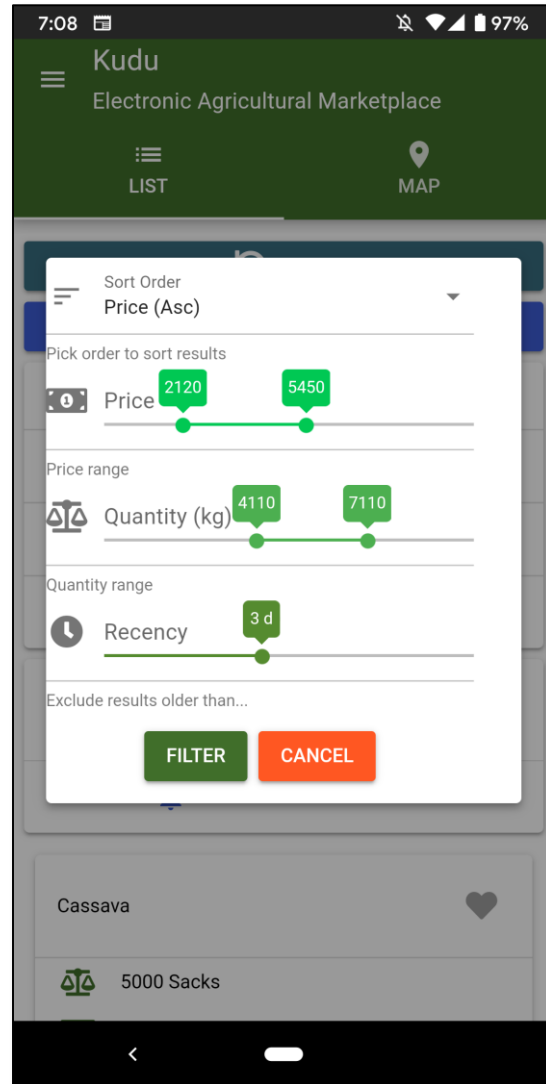 7:08 97%
Kudu
Electronic Agricultural Marketplace
LIST MAP
Sort Order
Price (Asc)
Pick order to sort results
Price 2120 5450
Price range
Quantity (kg) 4110 7110
Quantity range
Recency 3 d
Exclude results older than...
FILTER CANCEL
Cassava
5000 Sacks